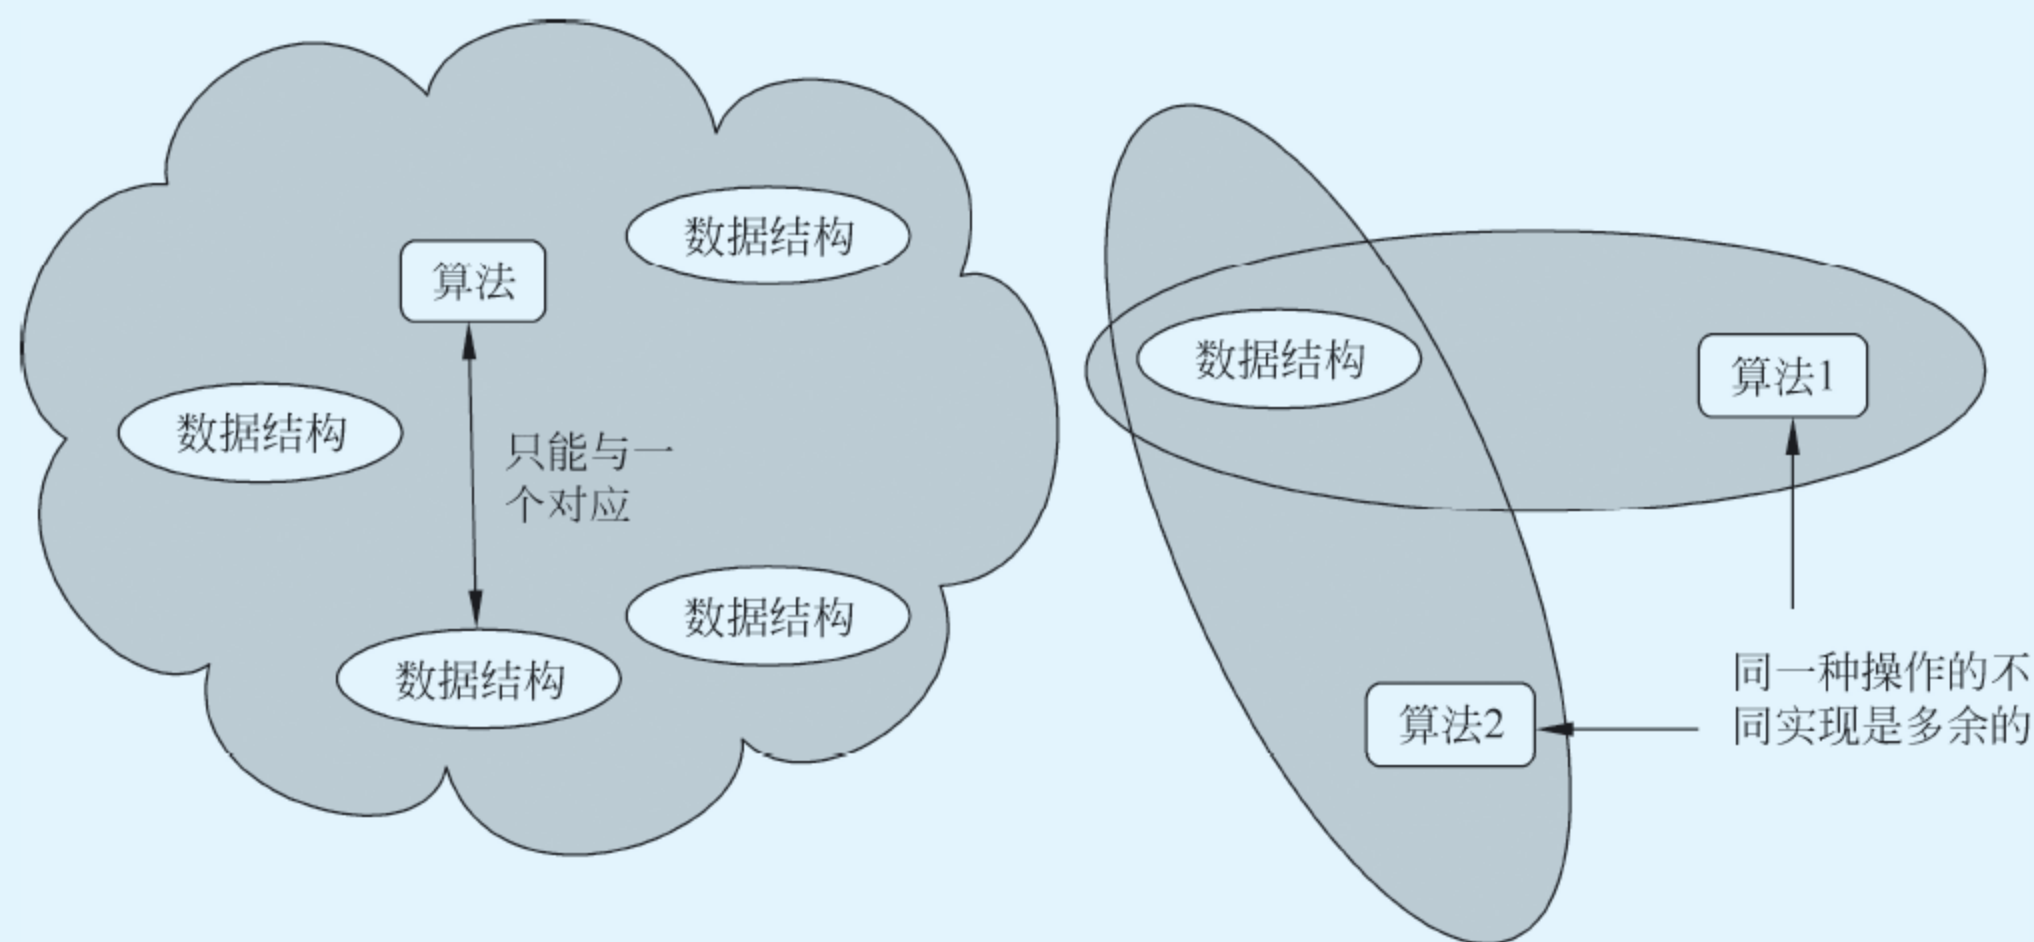 数据结构
算法
数据结构
只能与一
个对应
数据结构
数据结构
数据结构
算法1
算法2
同一种操作的不
同实现是多余的